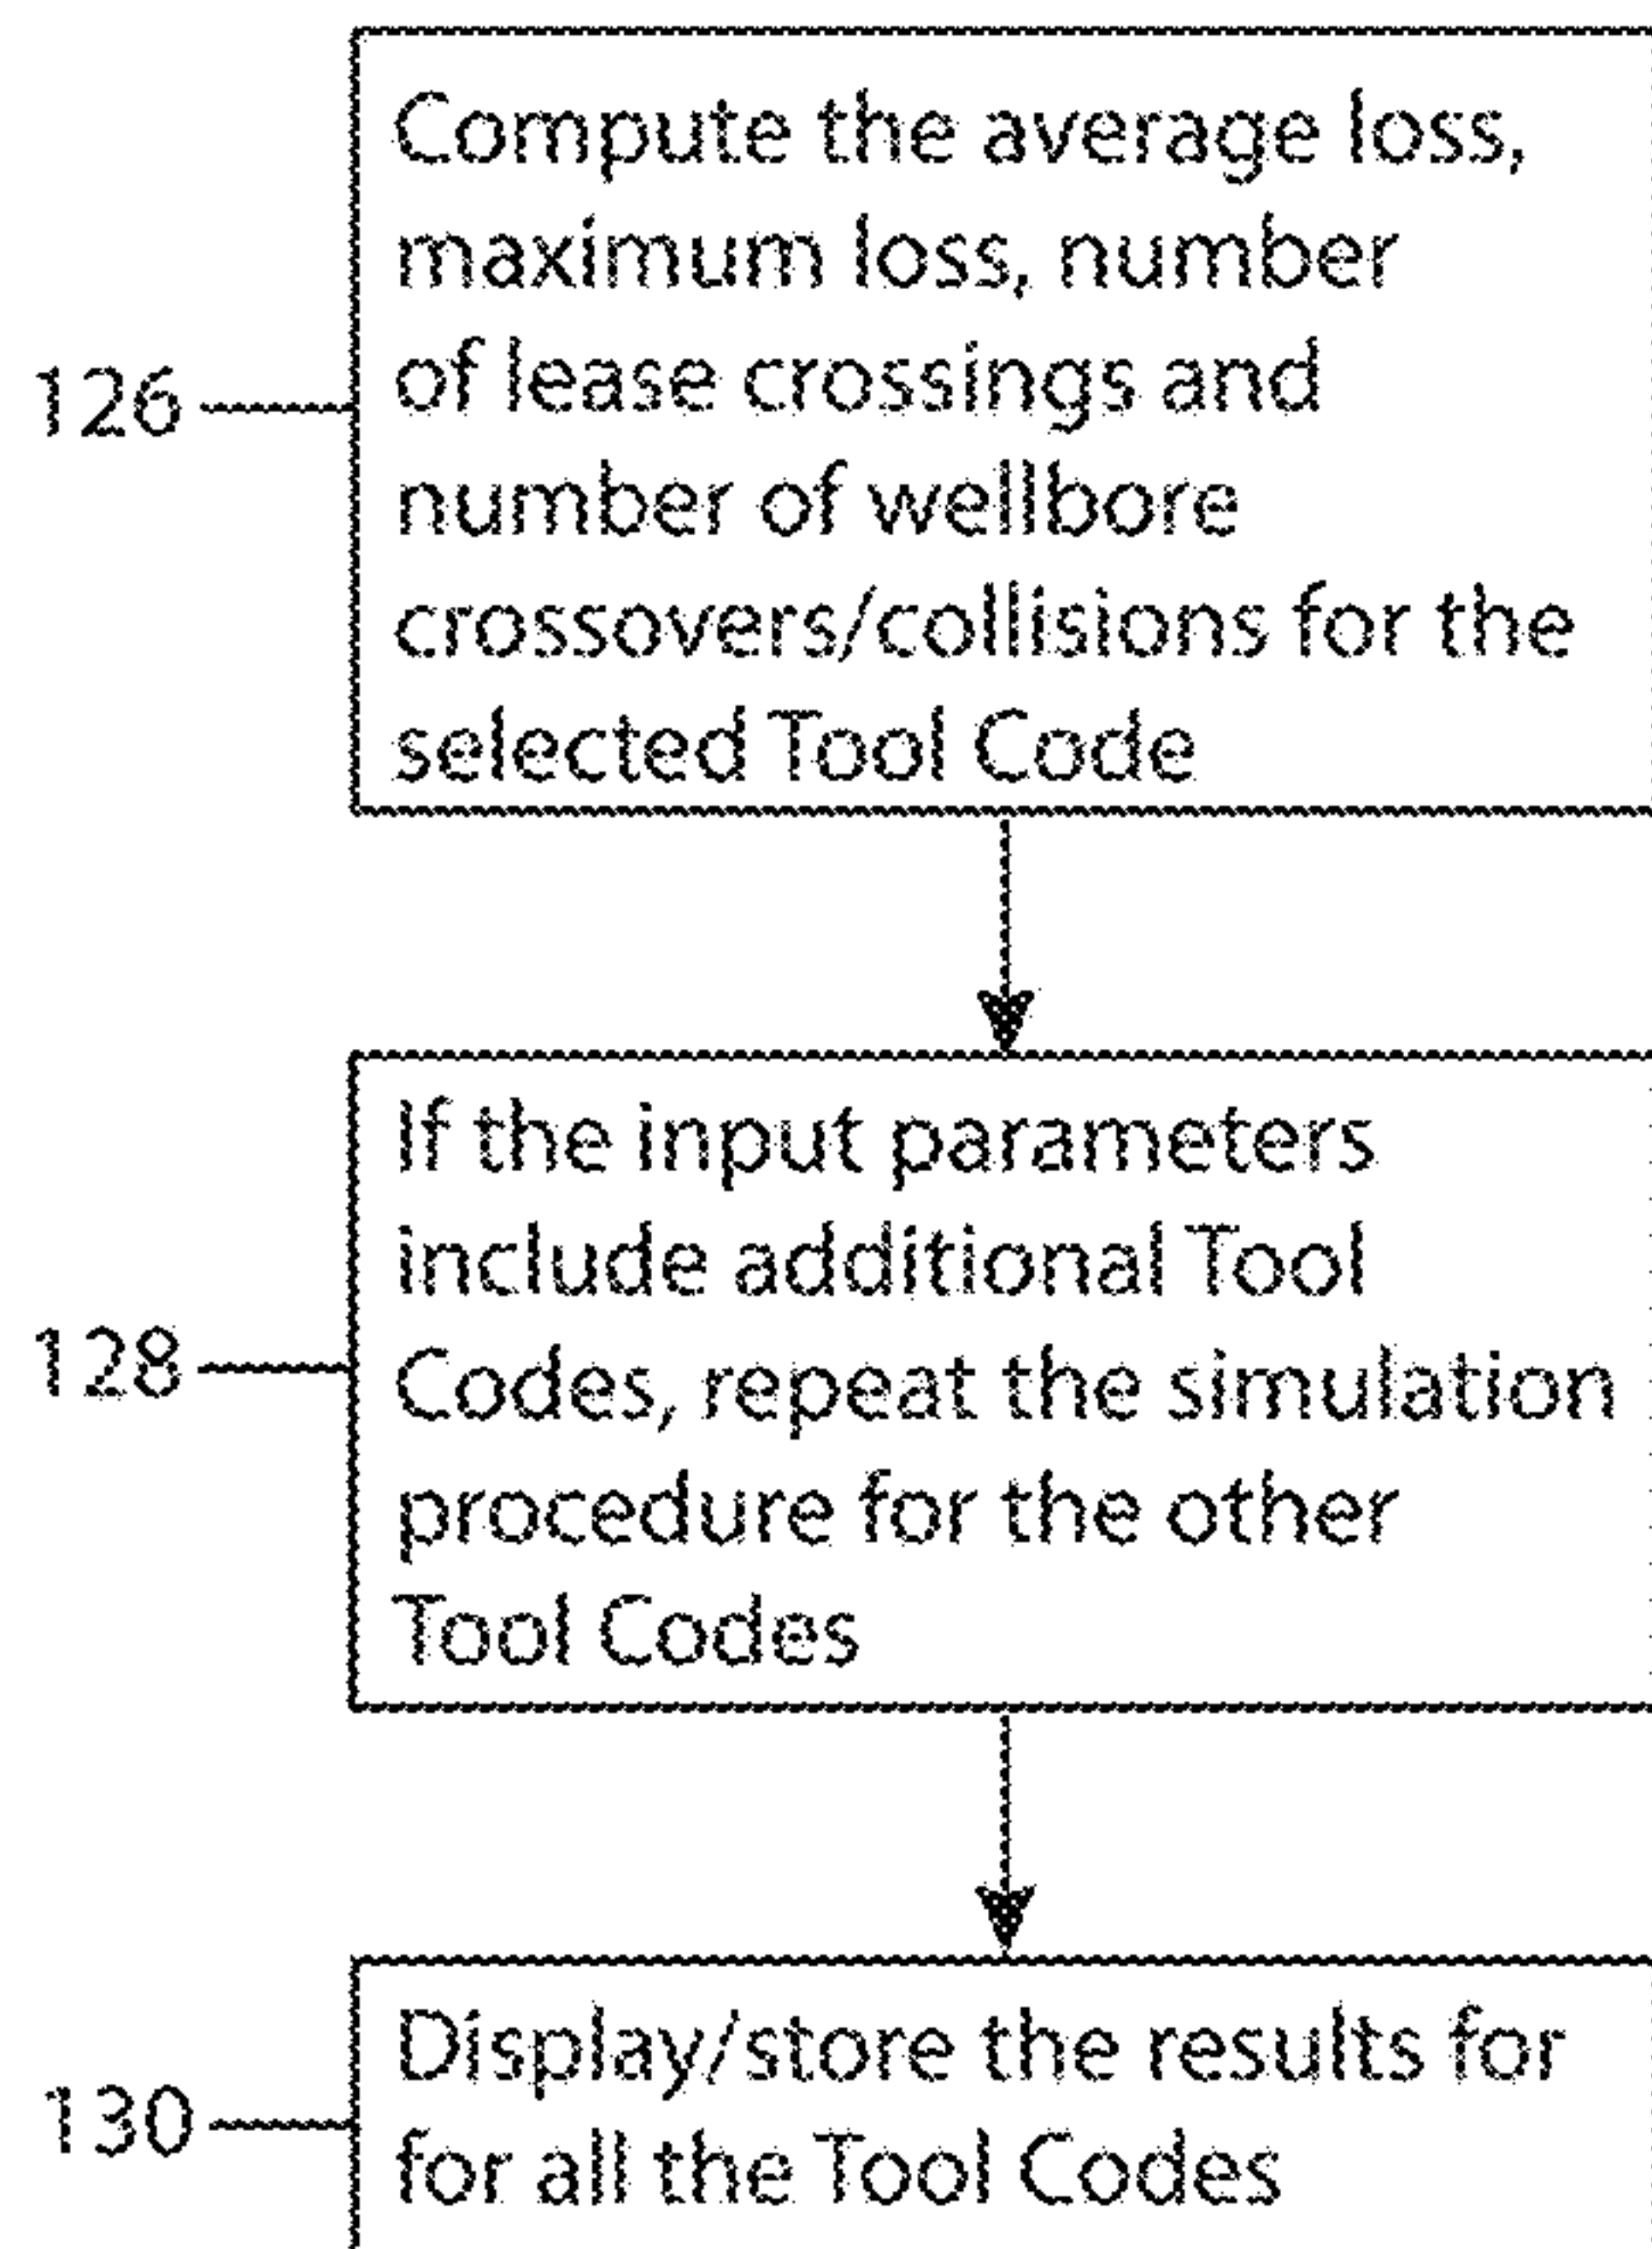 Compute the average loss,
maximum loss, number
of lease crossings and
number of wellbore
crossovers/collisions for the
selected Tool Code
126
If the input parameters
include additional Tool
Codes, repeat the simulation
procedure for the other
Tool Codes
128
Display/store the results for
for all the Tool Codes
130